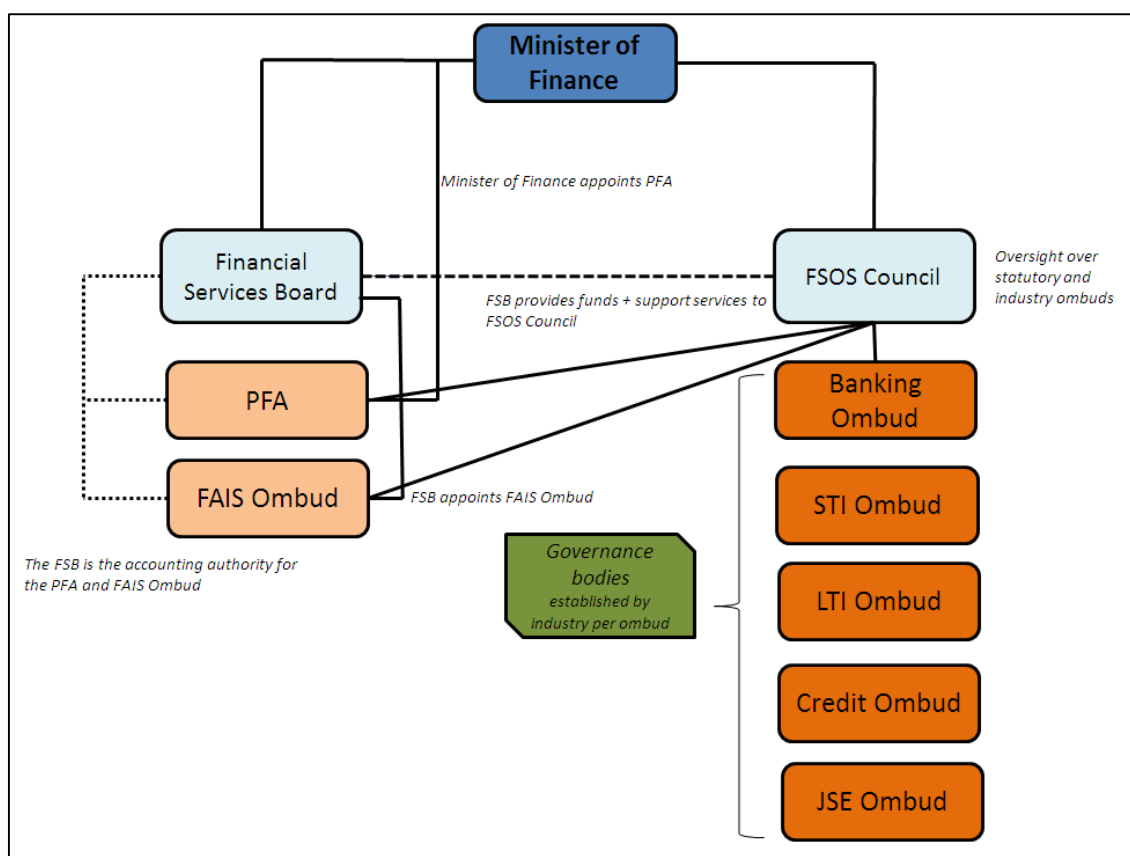 Minister of
Finance
Minister of Finance appoints PFA
Financial
Services Board
FSOS Council
Oversight over
statutory and
industry ombuds
FSB provides funds + support services to
FSOS Council
PFA
Banking
Ombud
FAIS Ombud
FSB appoints FAIS Ombud
STI Ombud
The FSB is the accounting authority for
the PFA and FAIS Ombud
Governance
bodies
established by
industry per ombud
LTI Ombud
Credit Ombud
JSE Ombud